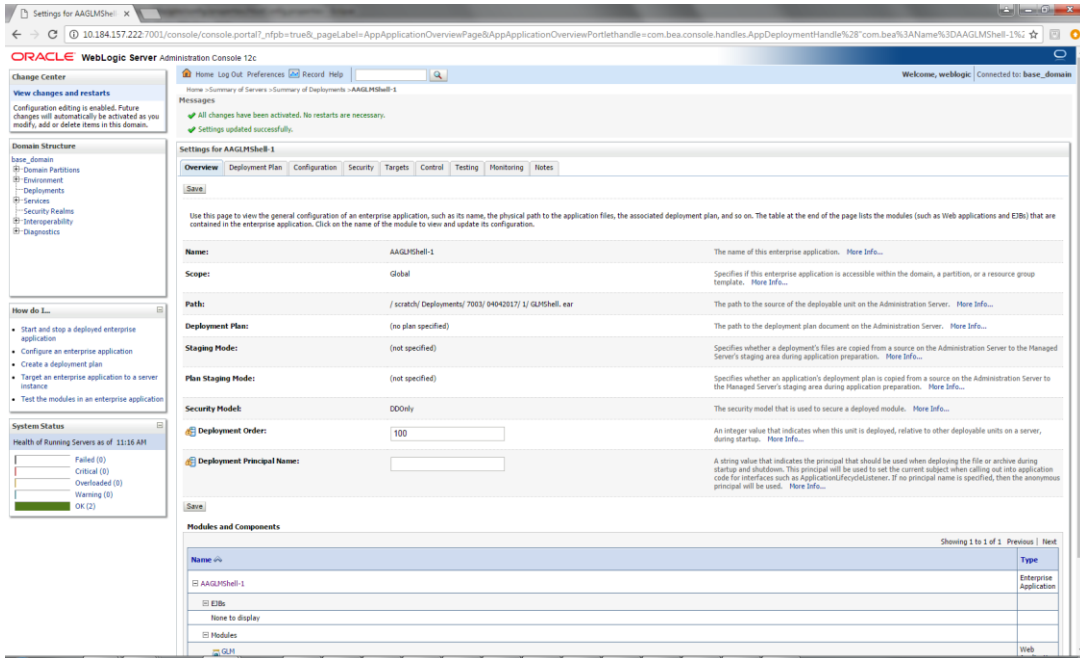 Settings for AAGLMShel
10.184.157.222:7001/console/console.portal?_nfpb=true&_pageLabel=AppApplicationOverviewPage&AppApplicationOverviewPortlethandle=com.bea.console.handles.AppDeploymentHandle%28"com.bea%3AName%3DAAGLMShell-1%2
ORACLE WebLogic Server Administration Console 12c
Change Center
View changes and restarts
Configuration editing is enabled. Future
changes will automatically be activated as you
modify, add or delete items in this domain.
Domain Structure
base_domain
Domain Partitions
Environment
Deployments
Services
Security Realms
Interoperability
Diagnostics
How do I...
Start and stop a deployed enterprise
application
Configure an enterprise application
Create a deployment plan
Target an enterprise application to a server
instance
Test the modules in an enterprise application
System Status
Health of Running Servers as of 11:16 AM
Failed (0)
Critical (0)
Overloaded (0)
Warning (0)
OK (2)
Home Log Out Preferences Record Help
Welcome, weblogic Connected to: base_domain
Home >Summary of Servers >Summary of Deployments >AAGLMShell-1
Messages
All changes have been activated. No restarts are necessary.
Settings updated successfully.
Settings for AAGLMShell-1
Overview Deployment Plan Configuration Security Targets Control Testing Monitoring Notes
Save
Use this page to view the general configuration of an enterprise application, such as its name, the physical path to the application files, the associated deployment plan, and so on. The table at the end of the page lists the modules (such as Web applications and EJBs) that are
contained in the enterprise application. Click on the name of the module to view and update its configuration.
Name: AAGLMShell-1 The name of this enterprise application. More Info...
Scope: Global Specifies if this enterprise application is accessible within the domain, a partition, or a resource group
template. More Info...
Path: / scratch/ Deployments/ 7003/ 04042017/ 1/ GLMShell. ear The path to the source of the deployable unit on the Administration Server. More Info...
Deployment Plan: (no plan specified) The path to the deployment plan document on the Administration Server. More Info...
Staging Mode: (not specified) Specifies whether a deployment's files are copied from a source on the Administration Server to the Managed
Server's staging area during application preparation. More Info...
Plan Staging Mode: (not specified) Specifies whether an application's deployment plan is copied from a source on the Administration Server to
the Managed Server's staging area during application preparation. More Info...
Security Model: DDOnly The security model that is used to secure a deployed module. More Info...
Deployment Order: 100 An integer value that indicates when this unit is deployed, relative to other deployable units on a server,
during startup. More Info...
Deployment Principal Name: A string value that indicates the principal that should be used when deploying the file or archive during
startup and shutdown. This principal will be used to set the current subject when calling out into application
code for interfaces such as ApplicationLifecycleListener. If no principal name is specified, then the anonymous
principal will be used. More Info...
Save
Modules and Components
Showing 1 to 1 of 1 Previous | Next
Name Type
AAGLMShell-1 Enterprise
Application
EJBs
None to display
Modules
GLM Web